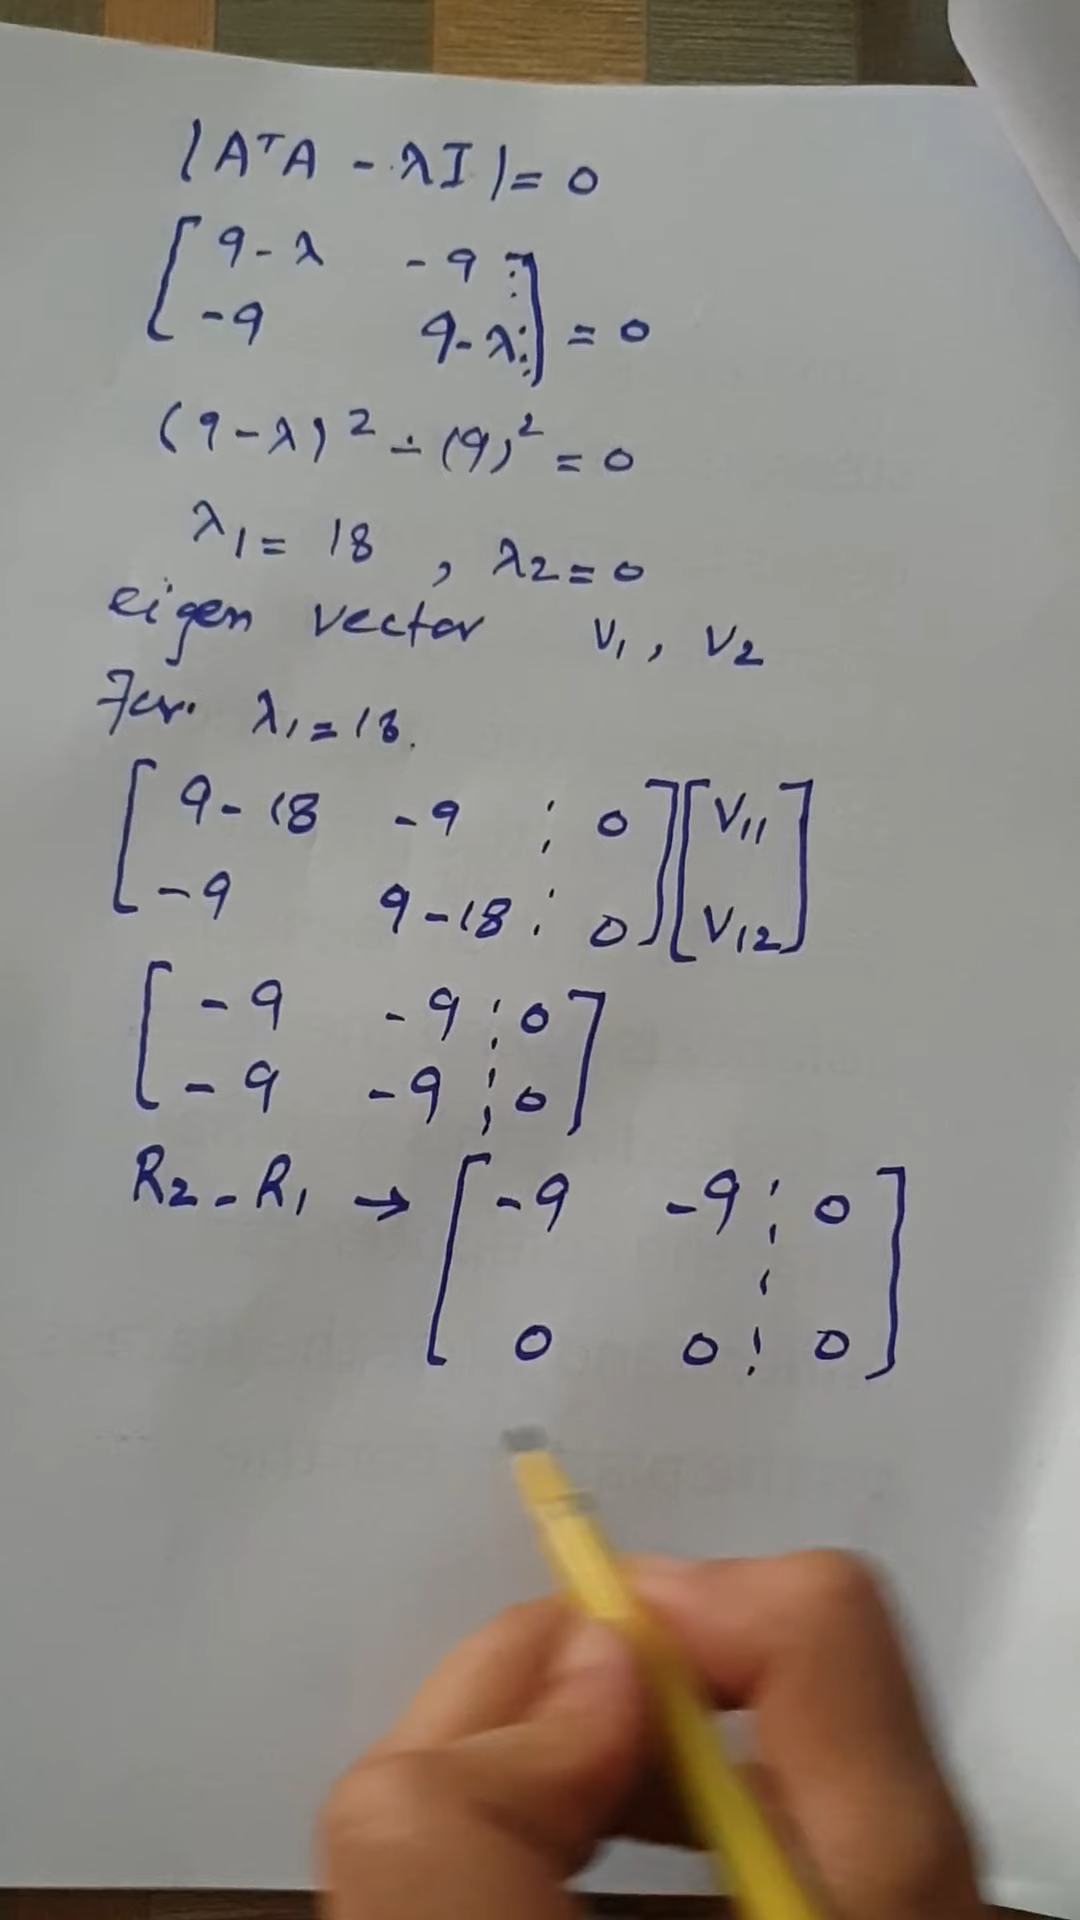 |AᵀA - λI| = 0
[ 9-λ -9
-9 9-λ ] = 0
(9-λ)² - (9)² = 0
λ1 = 18 , λ2 = 0
eigen vector V1, V2
For λ1 = 18.
[ 9-18 -9 : 0 ] [ V11
-9 9-18 : 0 ] V12 ]
[ -9 -9 : 0
-9 -9 : 0 ]
R2 - R1 → [ -9 -9 : 0
0 0 : 0 ]